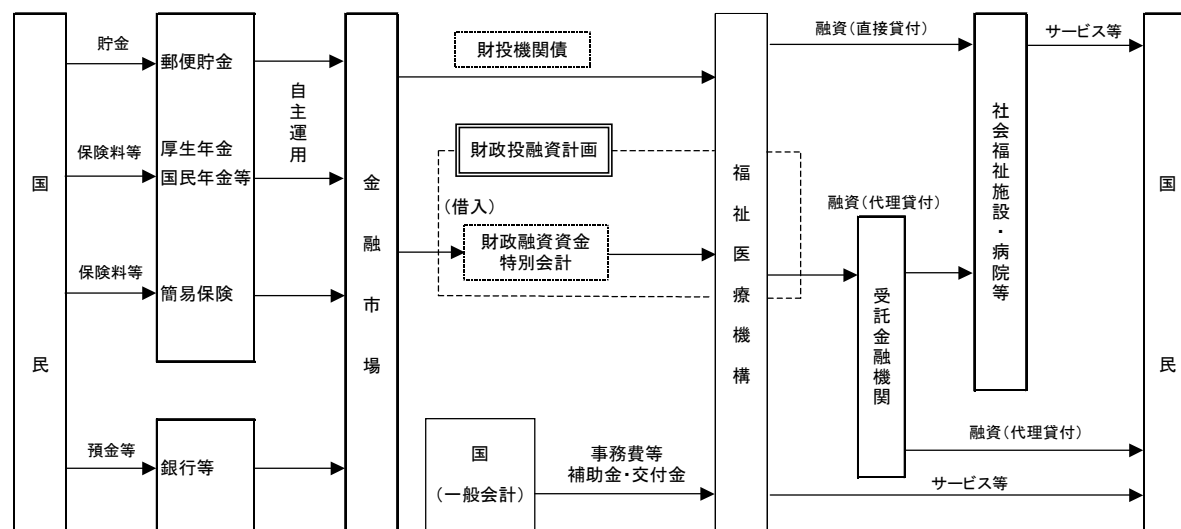 国民
貯金
保険料等
保険料等
預金等
郵便貯金
厚生年金
国民年金等
簡易保険
銀行等
自主運用
金融市場
財投機関債
財政投融資計画
(借入)
財政融資資金
特別会計
国
(一般会計)
事務費等
補助金・交付金
福祉医療機構
融資(直接貸付)
融資(代理貸付)
受託金融機関
社会福祉施設・病院等
サービス等
融資(代理貸付)
サービス等
国民